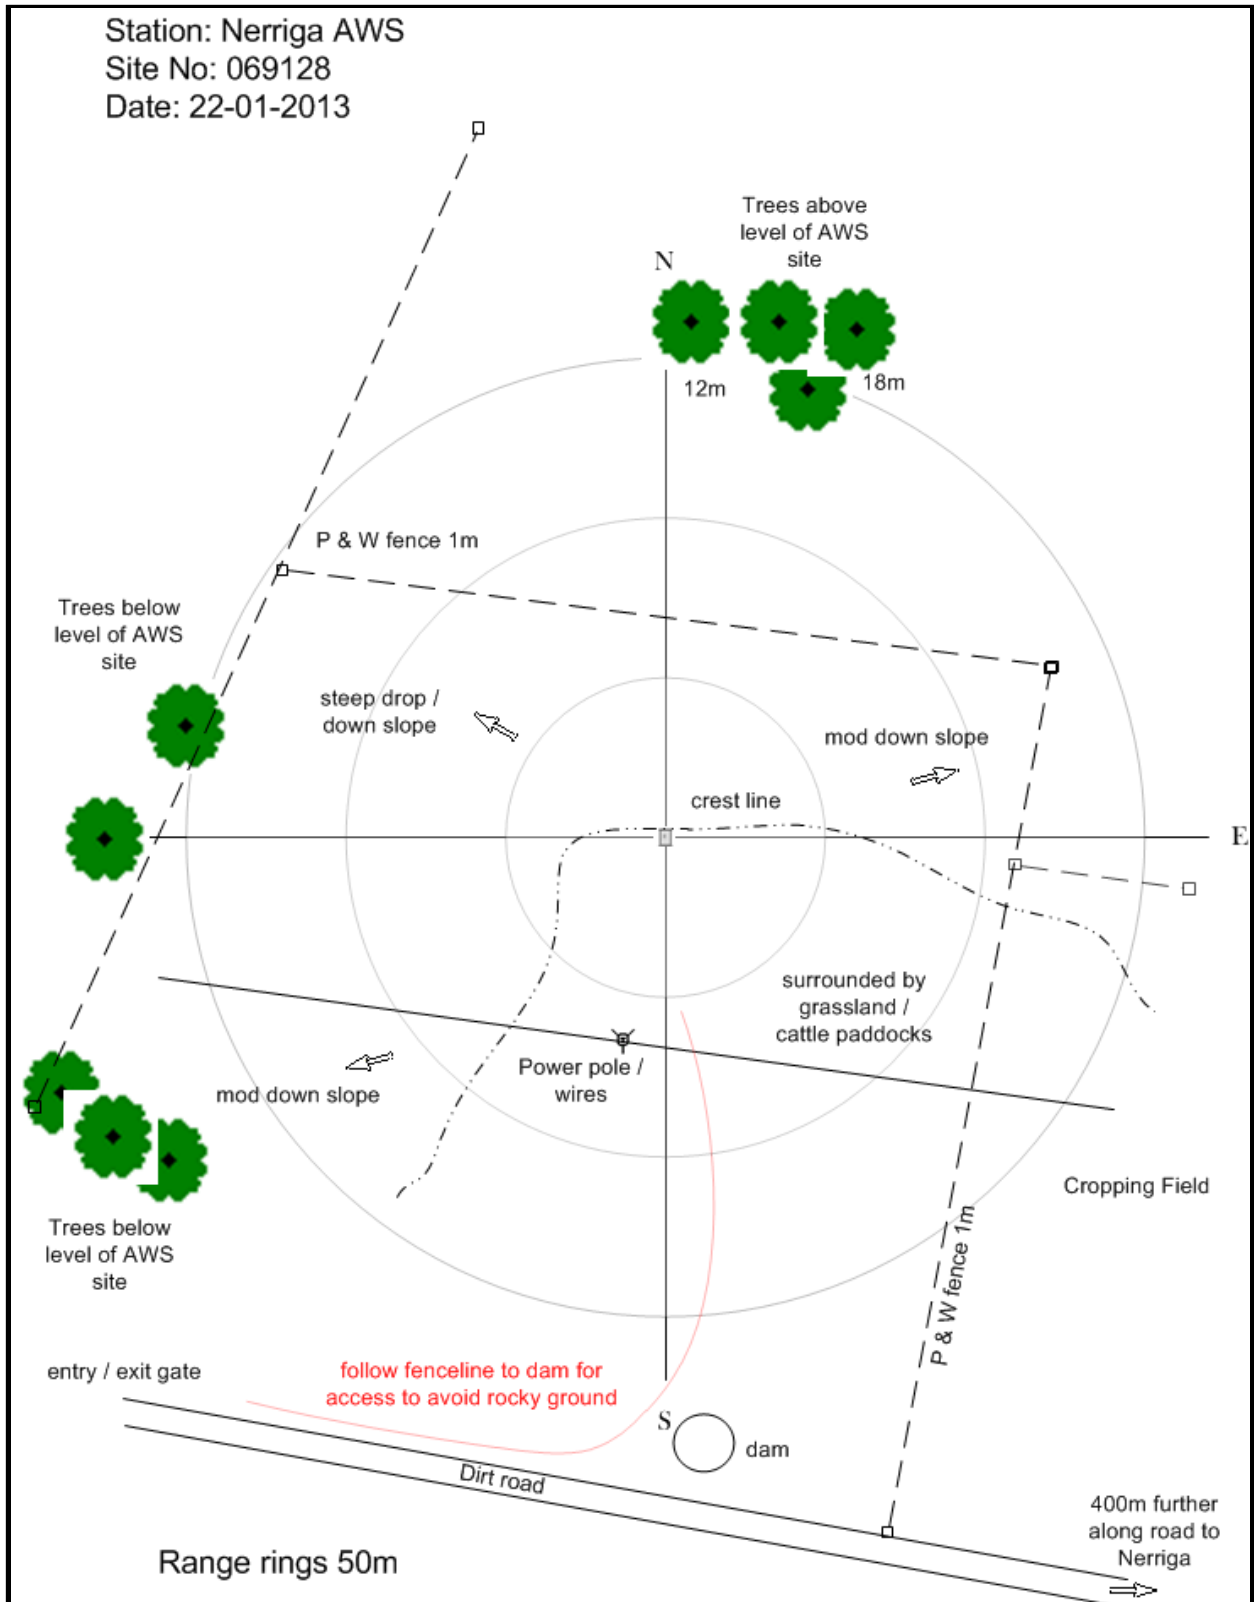 Station: Nerriga AWS
Site No: 069128
Date: 22-01-2013
Trees above
level of AWS
site
N
12m
18m
P & W fence 1m
Trees below
level of AWS
site
steep drop /
down slope
mod down slope
crest line
E
surrounded by
grassland /
cattle paddocks
Power pole /
wires
mod down slope
Cropping Field
P & W fence 1m
Trees below
level of AWS
site
entry / exit gate
follow fenceline to dam for
access to avoid rocky ground
S
dam
Dirt road
400m further
along road to
Nerriga
Range rings 50m